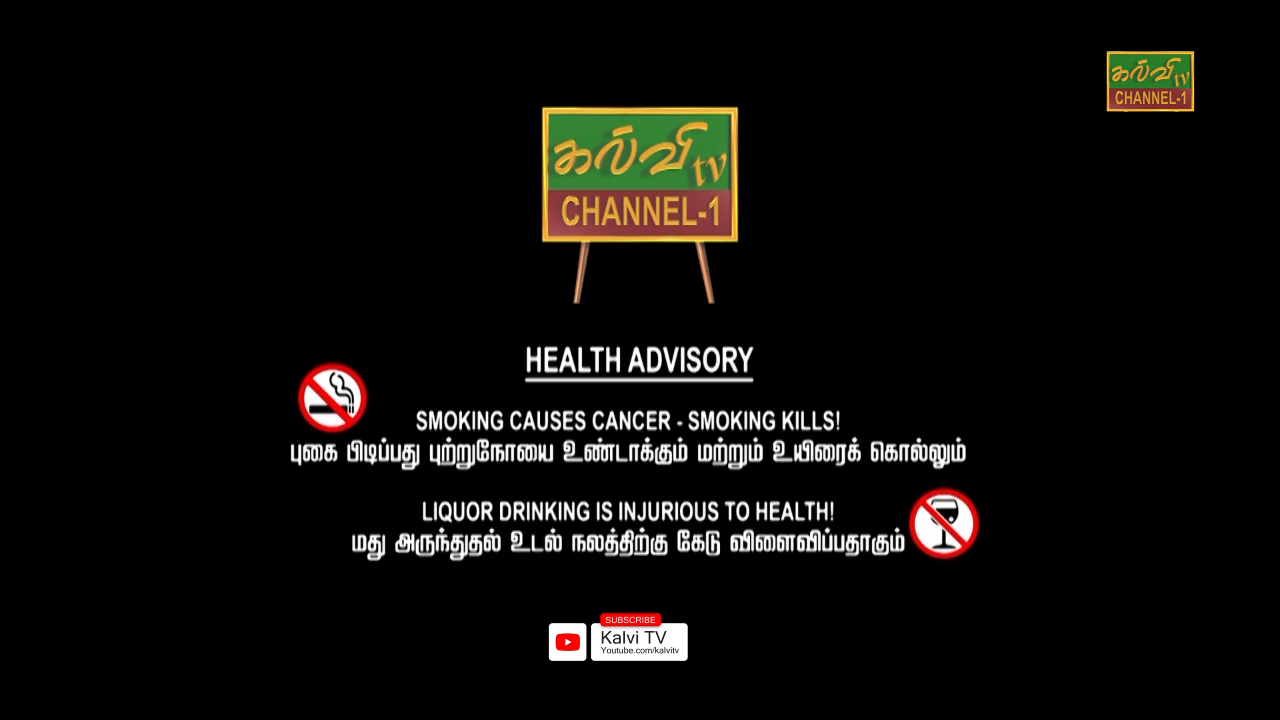 கல்வி tv
CHANNEL-1
கல்வி tv
CHANNEL-1
HEALTH ADVISORY
SMOKING CAUSES CANCER - SMOKING KILLS!
புகை பிடிப்பது புற்றுநோயை உண்டாக்கும் மற்றும் உயிரைக் கொல்லும்
LIQUOR DRINKING IS INJURIOUS TO HEALTH!
மது அருந்துதல் உடல் நலத்திற்கு கேடு விளைவிப்பதாகும்
SUBSCRIBE
Kalvi TV
Youtube.com/kalvitv